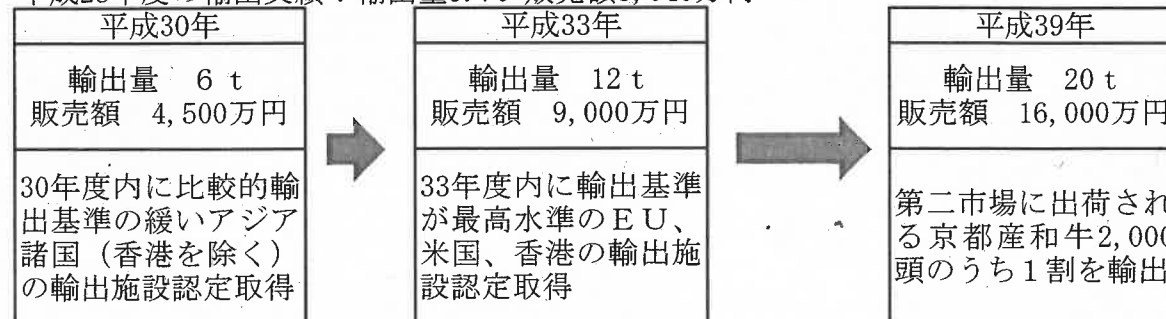 平成30年
輸出量 6 t
販売額 4,500万円
30年度内に比較的輸
出基準の緩いアジア
諸国（香港を除く）
の輸出施設認定取得
平成33年
輸出量 12 t
販売額 9,000万円
33年度内に輸出基準
が最高水準のＥＵ、
米国、香港の輸出施
設認定取得
平成39年
輸出量 20 t
販売額 16,000万円
第二市場に出荷され
る京都産和牛2,000
頭のうち１割を輸出